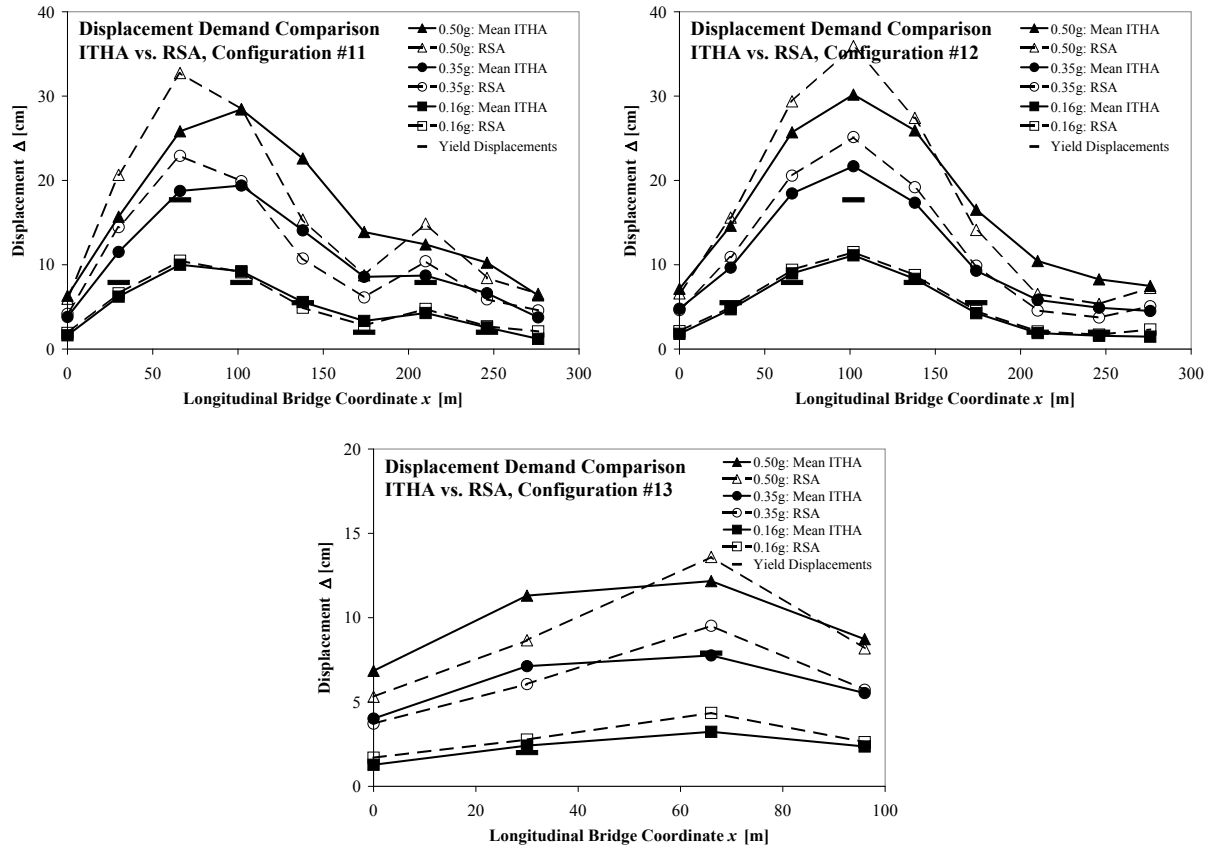 Displacement Demand Comparison
ITHA vs. RSA, Configuration #11
0.50g: Mean ITHA
0.50g: RSA
0.35g: Mean ITHA
0.35g: RSA
0.16g: Mean ITHA
0.16g: RSA
Yield Displacements
Displacement Δ [cm]
40
30
20
10
0
0 50 100 150 200 250 300
Longitudinal Bridge Coordinate x [m]
Displacement Demand Comparison
ITHA vs. RSA, Configuration #12
0.50g: Mean ITHA
0.50g: RSA
0.35g: Mean ITHA
0.35g: RSA
0.16g: Mean ITHA
0.16g: RSA
Yield Displacements
Displacement Δ [cm]
40
30
20
10
0
0 50 100 150 200 250 300
Longitudinal Bridge Coordinate x [m]
Displacement Demand Comparison
ITHA vs. RSA, Configuration #13
0.50g: Mean ITHA
0.50g: RSA
0.35g: Mean ITHA
0.35g: RSA
0.16g: Mean ITHA
0.16g: RSA
Yield Displacements
Displacement Δ [cm]
20
15
10
5
0
0 20 40 60 80 100
Longitudinal Bridge Coordinate x [m]